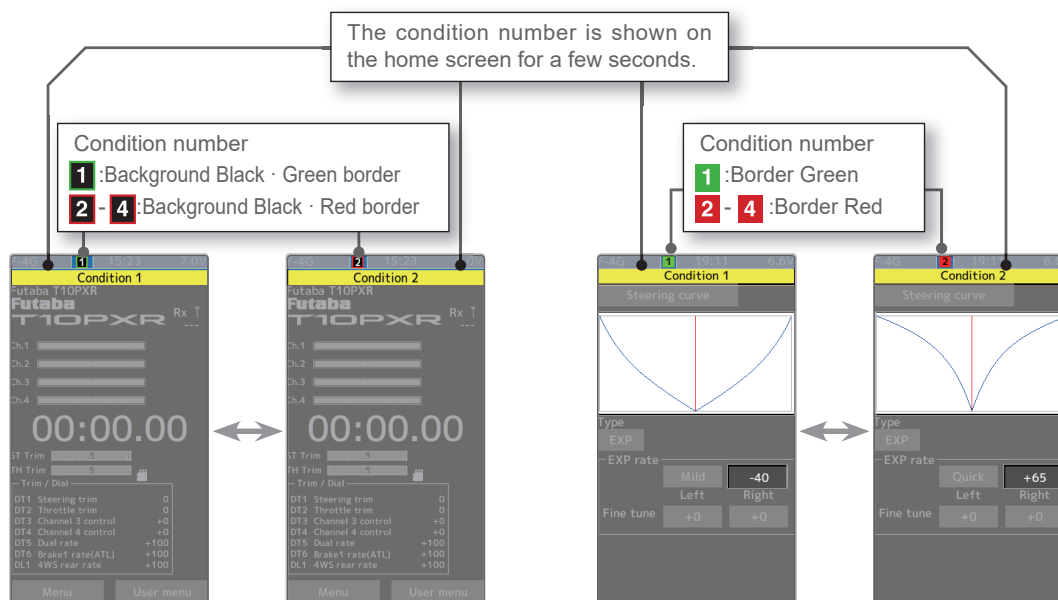 The condition number is shown on
the home screen for a few seconds.
Condition number
1 :Background Black · Green border
2 - 4 :Background Black · Red border
Condition number
1 :Border Green
2 - 4 :Border Red
F-4G 1 15:23 7.0V
Condition 1
Futaba T10PXR
Futaba
T10PXR
Rx
---
Ch.1
Ch.2
Ch.3
Ch.4
00:00.00
ST Trim 5
TH Trim 5
Trim / Dial
DT1 Steering trim 0
DT2 Throttle trim 0
DT3 Channel 3 control +0
DT4 Channel 4 control +0
DT5 Dual rate +100
DT6 Brake1 rate(ATL) +100
DL1 4WS rear rate +100
Menu User menu
-4G 2 15:23 0V
Condition 2
Futaba T10PXR
Futaba
T10PXR
Rx
---
Ch.1
Ch.2
Ch.3
Ch.4
00:00.00
ST Trim 5
TH Trim 5
Trim / Dial
DT1 Steering trim 0
DT2 Throttle trim 0
DT3 Channel 3 control +0
DT4 Channel 4 control +0
DT5 Dual rate +100
DT6 Brake1 rate(ATL) +100
DL1 4WS rear rate +100
Menu User menu
F-4G 1 19:11 6.6V
Condition 1
Steering curve
Type
EXP
EXP rate
Mild -40
Left Right
Fine tune +0 +0
-4G 2
Condition 2
Steering curve
Type
EXP
EXP rate
Quick +65
Left Right
Fine tune +0 +0